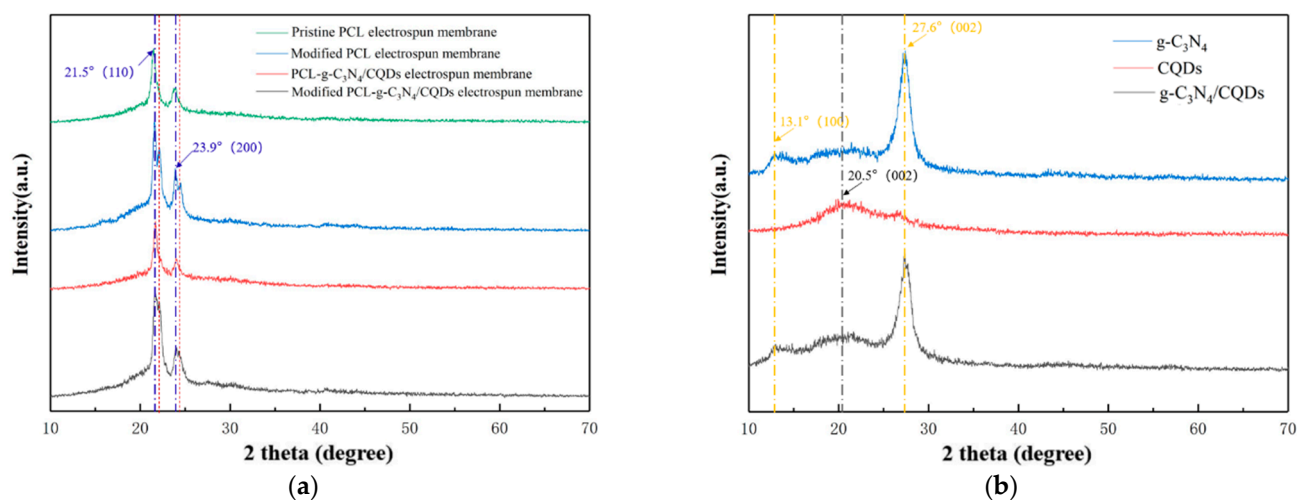 Pristine PCL electrospun membrane
Modified PCL electrospun membrane
PCL-g-C₃N₄/CQDs electrospun membrane
Modified PCL-g-C₃N₄/CQDs electrospun membrane
21.5°（110）
23.9°（200）
Intensity(a.u.)
10 20 30 40 50 60 70
2 theta (degree)
(a)
27.6°（002）
g-C₃N₄
CQDs
g-C₃N₄/CQDs
13.1°（100）
20.5°（002）
Intensity(a.u.)
10 20 30 40 50 60 70
2 theta (degree)
(b)